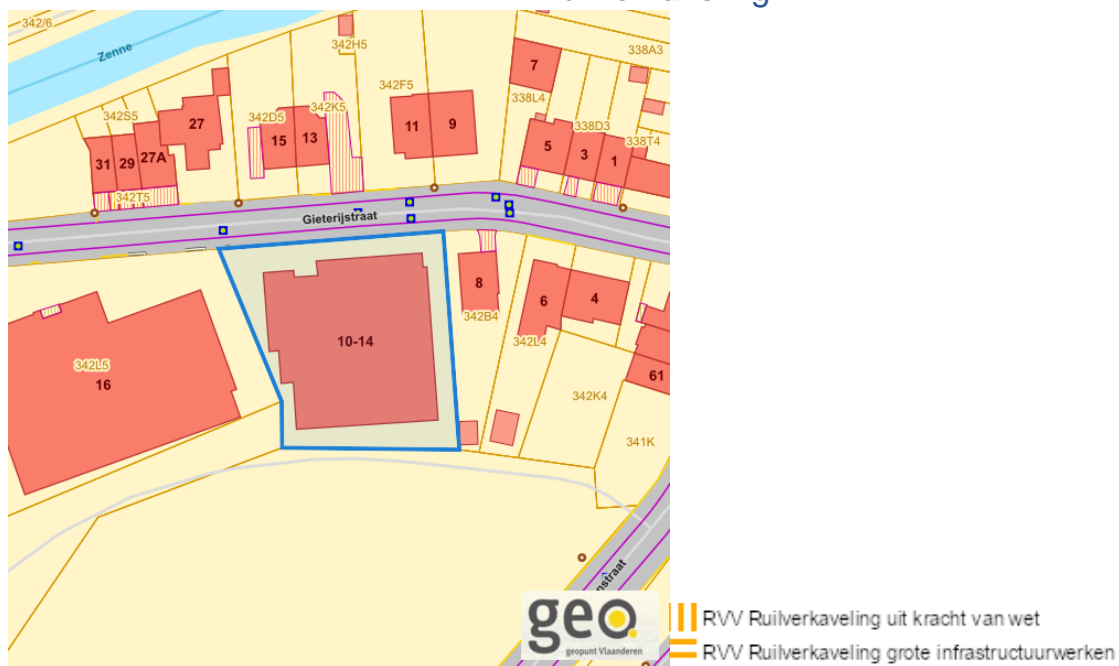 342/6
Zenne
342H5
338A3
7
342F5
338L4
342S5
27
342D5
342K5
338D3
338T4
15
13
11
9
5
3
1
31
29
27A
342T5
Gieterijstraat
8
6
4
342B4
10-14
342L4
342L5
16
61
342K4
341K
nstraat
geo
geopunt Vlaanderen
RVV Ruilverkaveling uit kracht van wet
RVV Ruilverkaveling grote infrastructuurwerken